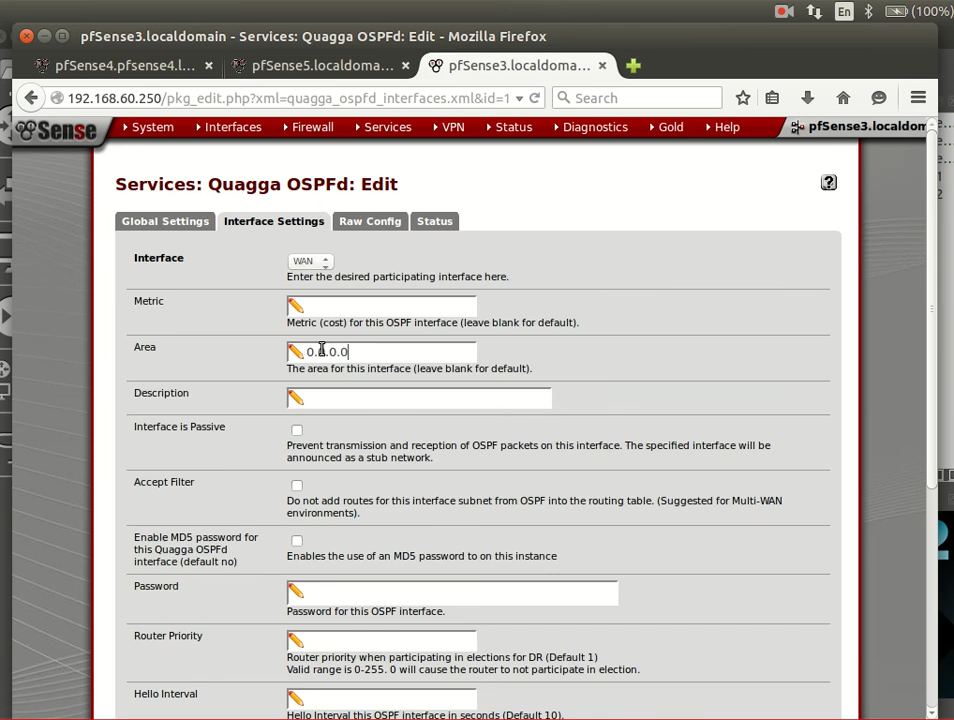 En
(100%)
pfSense3.localdomain - Services: Quagga OSPFd: Edit - Mozilla Firefox
pfSense4.pfsense4.l...
pfSense5.localdoma...
pfSense3.localdoma...
192.168.60.250/pkg_edit.php?xml=quagga_ospfd_interfaces.xml&id=1
Search
Sense
System
Interfaces
Firewall
Services
VPN
Status
Diagnostics
Gold
Help
pfSense3.localdom
Services: Quagga OSPFd: Edit
?
Global Settings
Interface Settings
Raw Config
Status
Interface
WAN
Enter the desired participating interface here.
Metric
Metric (cost) for this OSPF interface (leave blank for default).
Area
0.0.0.0
The area for this interface (leave blank for default).
Description
Interface is Passive
Prevent transmission and reception of OSPF packets on this interface. The specified interface will be
announced as a stub network.
Accept Filter
Do not add routes for this interface subnet from OSPF into the routing table. (Suggested for Multi-WAN
environments).
Enable MD5 password for
this Quagga OSPFd
interface (default no)
Enables the use of an MD5 password to on this instance
Password
Password for this OSPF interface.
Router Priority
Router priority when participating in elections for DR (Default 1)
Valid range is 0-255. 0 will cause the router to not participate in election.
Hello Interval
Hello Interval this OSPF interface in seconds (Default 10).